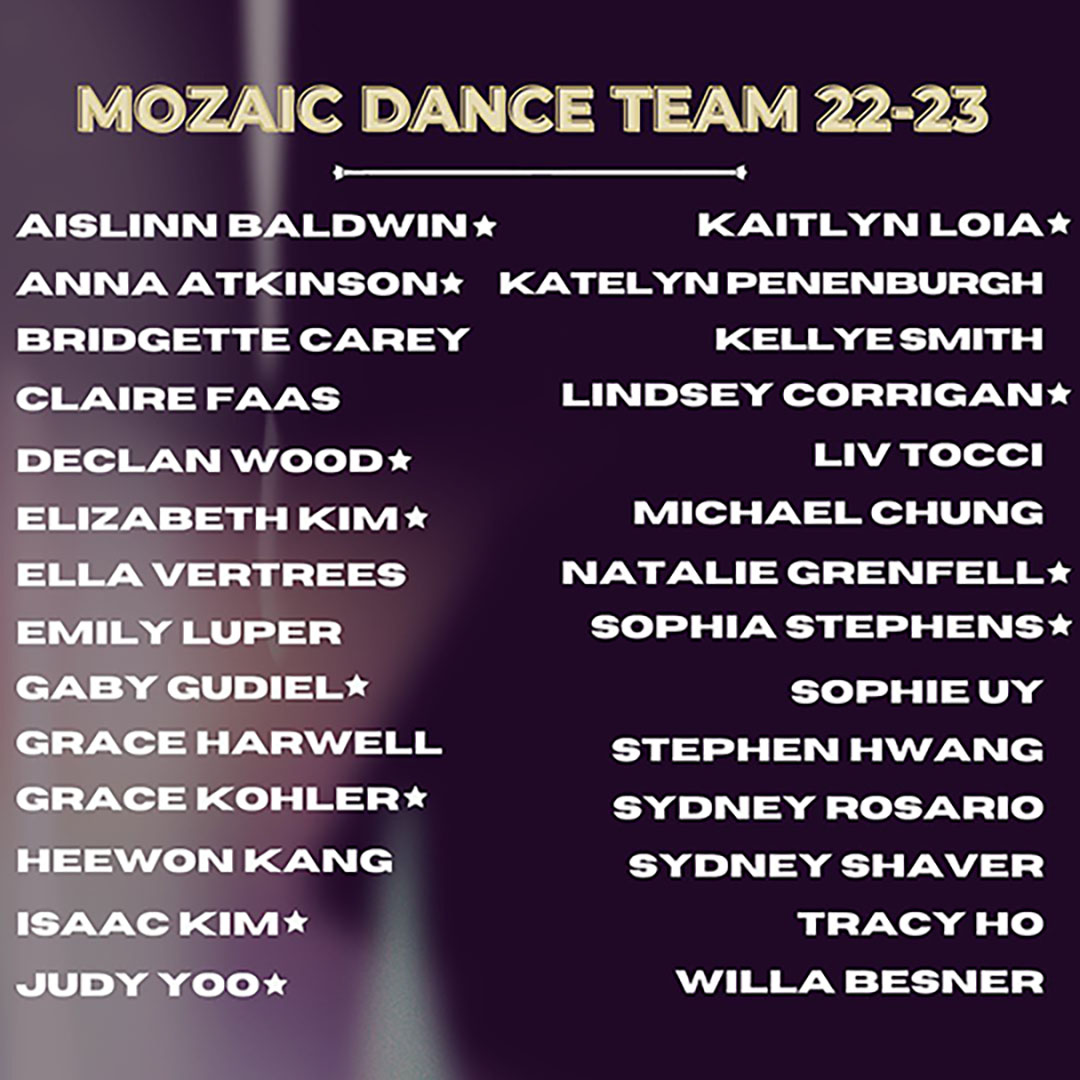 MOZAIC DANCE TEAM 22-23
AISLINN BALDWIN★
ANNA ATKINSON★
BRIDGETTE CAREY
CLAIRE FAAS
DECLAN WOOD★
ELIZABETH KIM★
ELLA VERTREES
EMILY LUPER
GABY GUDIEL★
GRACE HARWELL
GRACE KOHLER★
HEEWON KANG
ISAAC KIM★
JUDY YOO★
KAITLYN LOIA★
KATELYN PENENBURGH
KELLYE SMITH
LINDSEY CORRIGAN★
LIV TOCCI
MICHAEL CHUNG
NATALIE GRENFELL★
SOPHIA STEPHENS★
SOPHIE UY
STEPHEN HWANG
SYDNEY ROSARIO
SYDNEY SHAVER
TRACY HO
WILLA BESNER